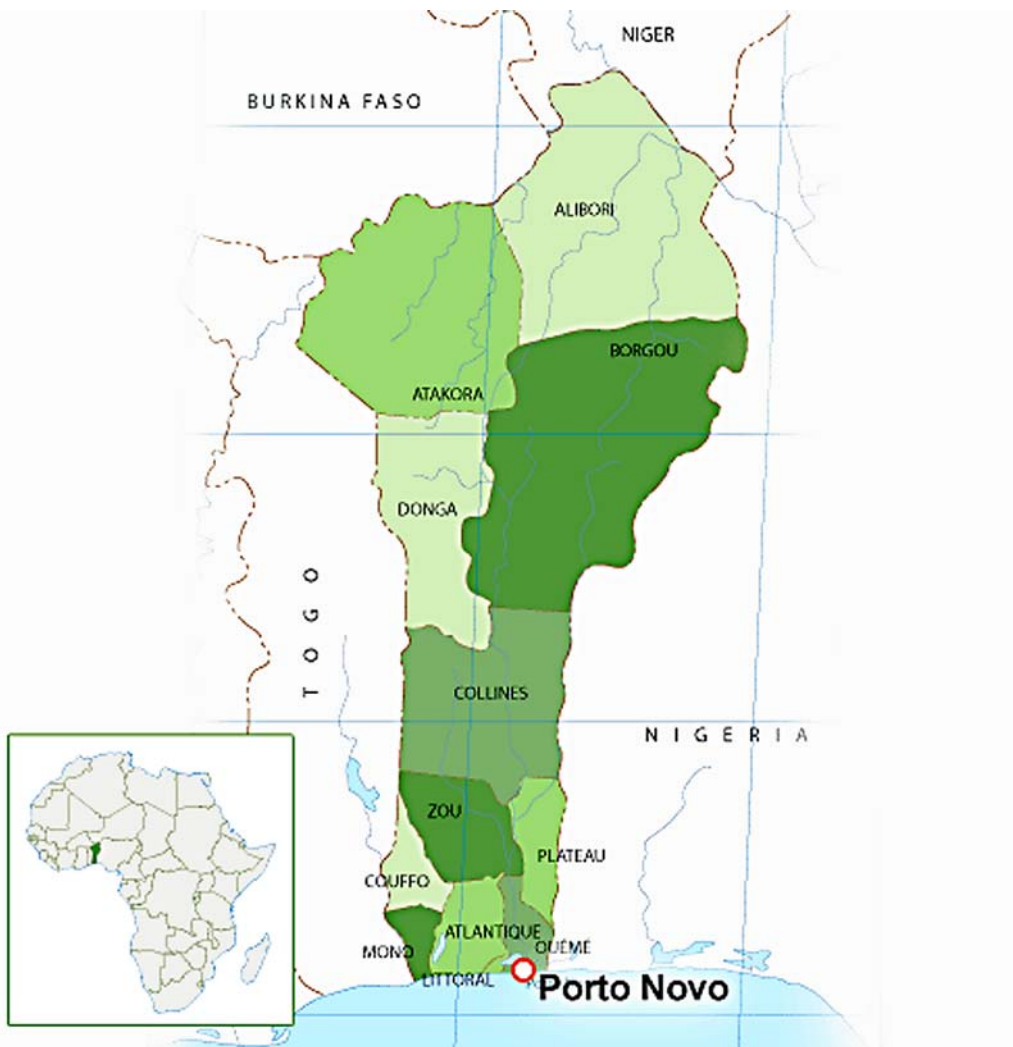 NIGER
BURKINA FASO
ALIBORI
BORGOU
ATAKORA
DONGA
TOGO
COLLINES
NIGERIA
ZOU
PLATEAU
COUFFO
ATLANTIQUE
OUÉMÉ
MONO
LITTORAL
Porto Novo